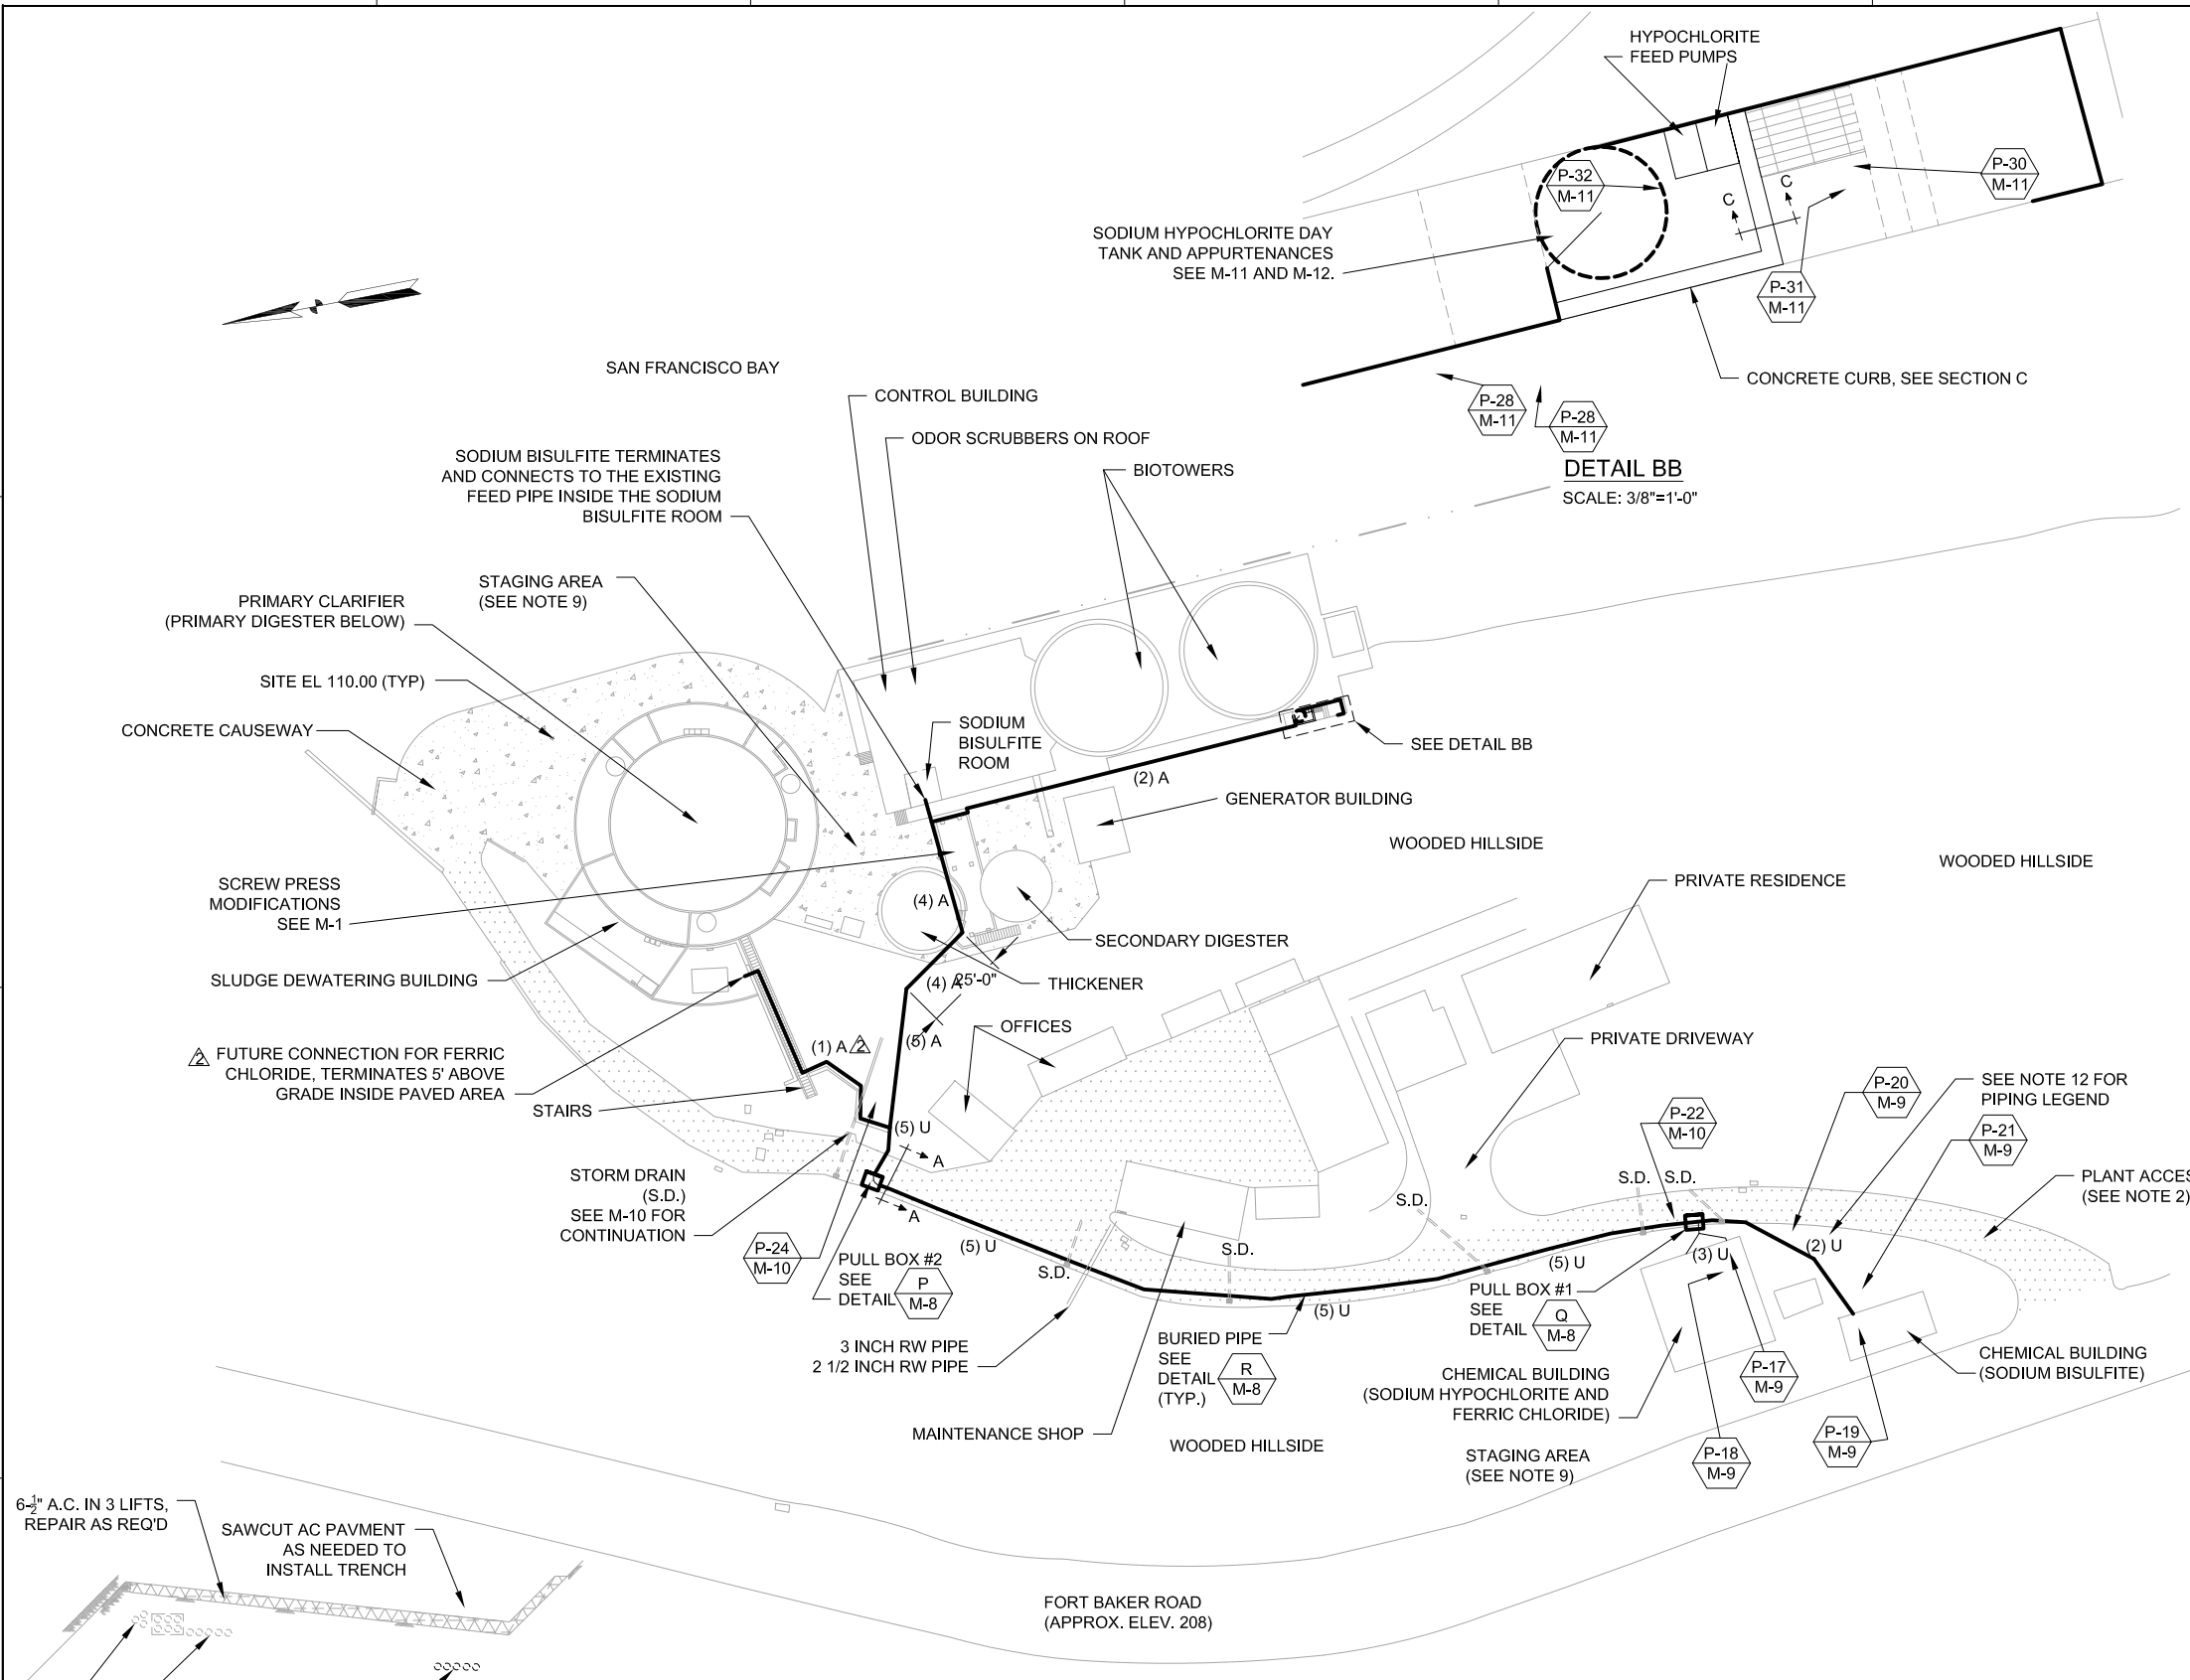 HYPOCHLORITE
FEED PUMPS
P-32
M-11
P-30
M-11
C
C
SODIUM HYPOCHLORITE DAY
TANK AND APPURTENANCES
SEE M-11 AND M-12.
P-31
M-11
CONCRETE CURB, SEE SECTION C
P-28
M-11
P-28
M-11
DETAIL BB
SCALE: 3/8"=1'-0"
SAN FRANCISCO BAY
CONTROL BUILDING
ODOR SCRUBBERS ON ROOF
BIOTOWERS
SODIUM BISULFITE TERMINATES
AND CONNECTS TO THE EXISTING
FEED PIPE INSIDE THE SODIUM
BISULFITE ROOM
STAGING AREA
(SEE NOTE 9)
PRIMARY CLARIFIER
(PRIMARY DIGESTER BELOW)
SITE EL 110.00 (TYP)
CONCRETE CAUSEWAY
SODIUM
BISULFITE
ROOM
SEE DETAIL BB
(2) A
GENERATOR BUILDING
WOODED HILLSIDE
WOODED HILLSIDE
SCREW PRESS
MODIFICATIONS
SEE M-1
(4) A
PRIVATE RESIDENCE
SECONDARY DIGESTER
SLUDGE DEWATERING BUILDING
(4) A
25'-0"
THICKENER
OFFICES
(1) A 2
(5) A
PRIVATE DRIVEWAY
2 FUTURE CONNECTION FOR FERRIC
CHLORIDE, TERMINATES 5' ABOVE
GRADE INSIDE PAVED AREA
STAIRS
P-20
M-9
SEE NOTE 12 FOR
PIPING LEGEND
P-22
M-10
P-21
M-9
(5) U
A
A
STORM DRAIN
(S.D.)
SEE M-10 FOR
CONTINUATION
S.D.
S.D.
S.D.
PLANT ACCES
(SEE NOTE 2)
P-24
M-10
PULL BOX #2
SEE
DETAIL
P
M-8
(5) U
S.D.
S.D.
(5) U
(5) U
(3) U
(2) U
PULL BOX #1
SEE
DETAIL
Q
M-8
3 INCH RW PIPE
2 1/2 INCH RW PIPE
BURIED PIPE
SEE
DETAIL
(TYP.)
R
M-8
P-17
M-9
CHEMICAL BUILDING
(SODIUM BISULFITE)
CHEMICAL BUILDING
(SODIUM HYPOCHLORITE AND
FERRIC CHLORIDE)
MAINTENANCE SHOP
WOODED HILLSIDE
P-19
M-9
P-18
M-9
STAGING AREA
(SEE NOTE 9)
6-1/2" A.C. IN 3 LIFTS,
REPAIR AS REQ'D
SAWCUT AC PAVMENT
AS NEEDED TO
INSTALL TRENCH
FORT BAKER ROAD
(APPROX. ELEV. 208)